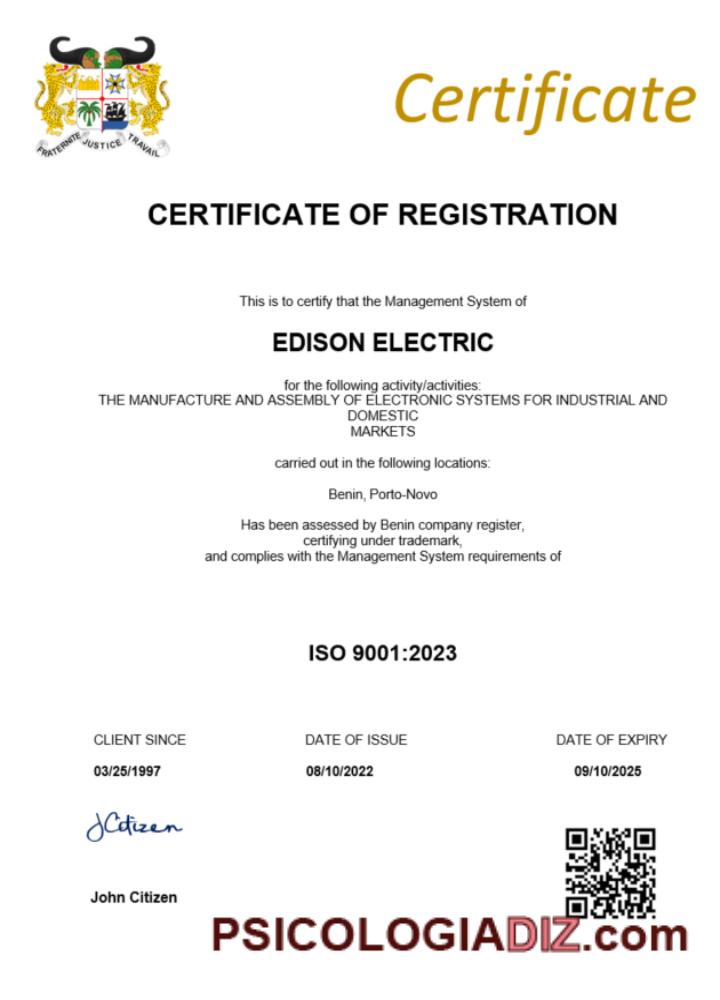 Certificate
FRATERNITE JUSTICE TRAVAIL
CERTIFICATE OF REGISTRATION
This is to certify that the Management System of
EDISON ELECTRIC
for the following activity/activities:
THE MANUFACTURE AND ASSEMBLY OF ELECTRONIC SYSTEMS FOR INDUSTRIAL AND
DOMESTIC
MARKETS
carried out in the following locations:
Benin, Porto-Novo
Has been assessed by Benin company register,
certifying under trademark,
and complies with the Management System requirements of
ISO 9001:2023
CLIENT SINCE DATE OF ISSUE DATE OF EXPIRY
03/25/1997 08/10/2022 09/10/2025
JCitizen
John Citizen
PSICOLOGIADIZ.com